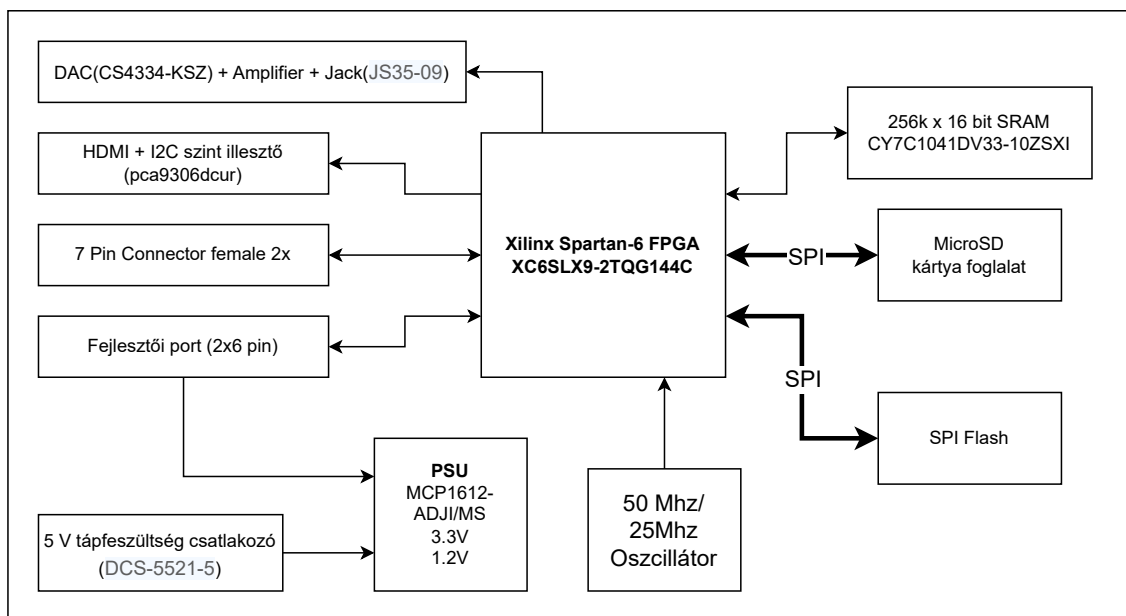 DAC(CS4334-KSZ) + Amplifier + Jack(JS35-09)
HDMI + I2C szint illesztő
(pca9306dcur)
7 Pin Connector female 2x
Fejlesztői port (2x6 pin)
5 V tápfeszültség csatlakozó
(DCS-5521-5)
PSU
MCP1612-
ADJI/MS
3.3V
1.2V
Xilinx Spartan-6 FPGA
XC6SLX9-2TQG144C
50 Mhz/
25Mhz
Oszcillátor
256k x 16 bit SRAM
CY7C1041DV33-10ZSXI
SPI
MicroSD
kártya foglalat
SPI
SPI Flash